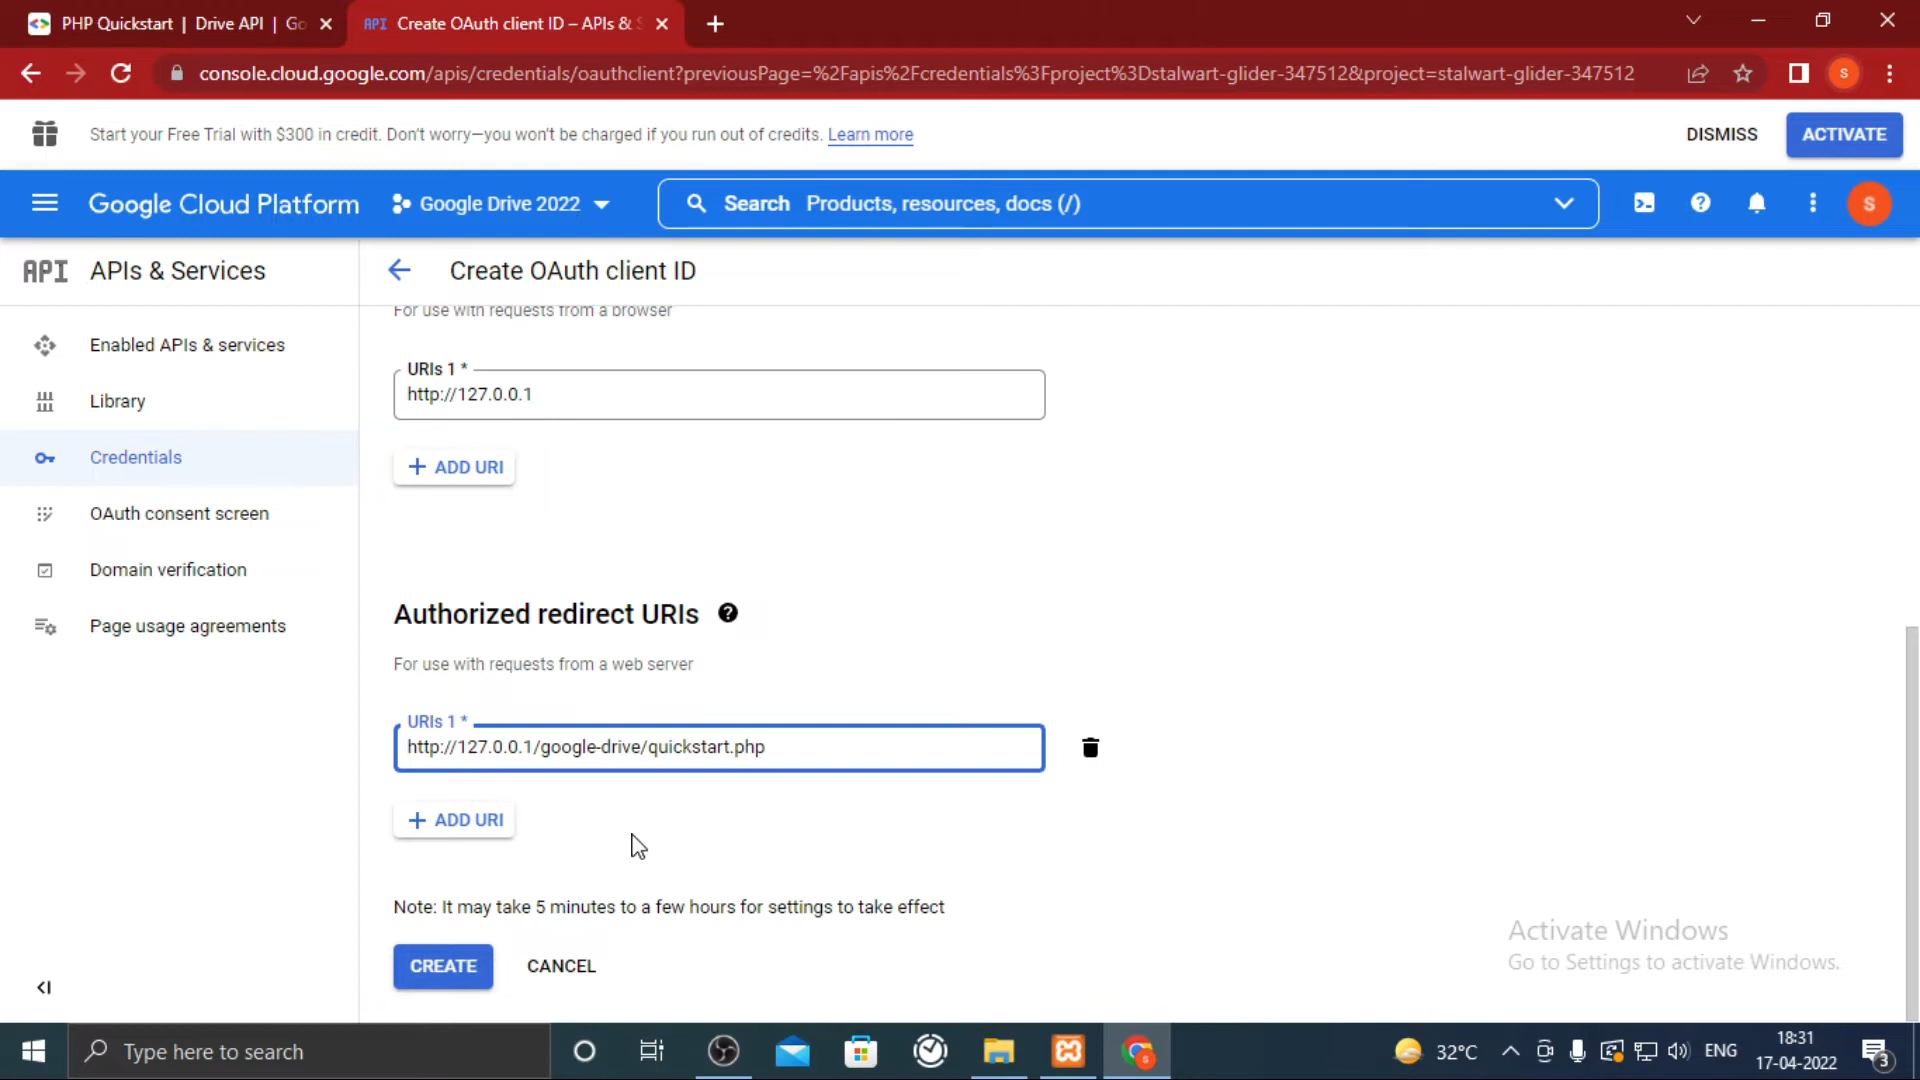 PHP Quickstart | Drive API | Go
API Create OAuth client ID – APIs & S
console.cloud.google.com/apis/credentials/oauthclient?previousPage=%2Fapis%2Fcredentials%3Fproject%3Dstalwart-glider-347512&project=stalwart-glider-347512
S
Start your Free Trial with $300 in credit. Don't worry—you won't be charged if you run out of credits. Learn more
DISMISS
ACTIVATE
Google Cloud Platform
Google Drive 2022
Search Products, resources, docs (/)
S
API APIs & Services
Create OAuth client ID
For use with requests from a browser
Enabled APIs & services
Library
Credentials
OAuth consent screen
Domain verification
Page usage agreements
URIs 1 *
http://127.0.0.1
+ ADD URI
Authorized redirect URIs
For use with requests from a web server
URIs 1 *
http://127.0.0.1/google-drive/quickstart.php
+ ADD URI
Note: It may take 5 minutes to a few hours for settings to take effect
CREATE
CANCEL
Activate Windows
Go to Settings to activate Windows.
Type here to search
32°C
ENG
18:31
17-04-2022
3